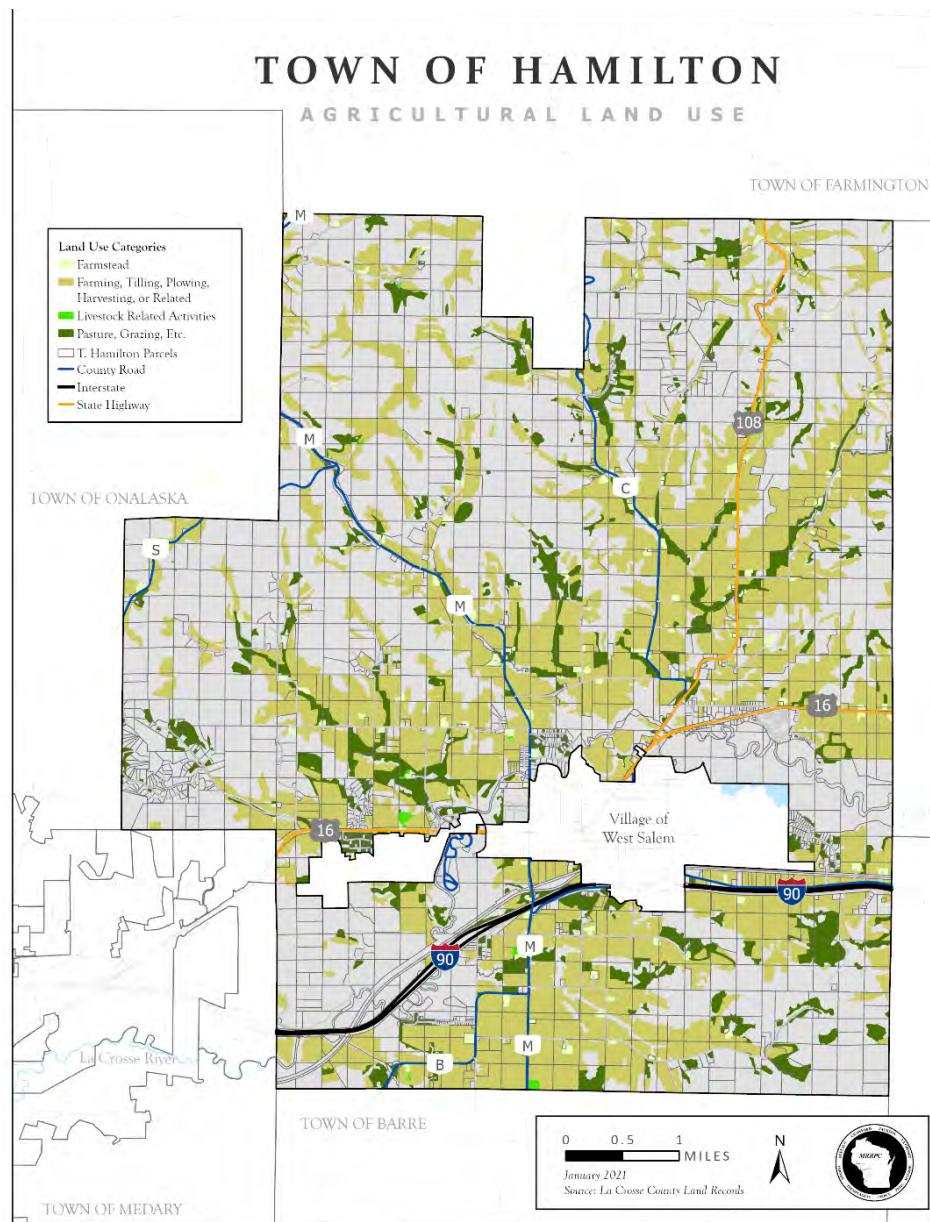 TOWN OF HAMILTON
AGRICULTURAL LAND USE
TOWN OF FARMINGTON
M
Land Use Categories
Farmstead
Farming, Tilling, Plowing,
Harvesting, or Related
Livestock Related Activities
Pasture, Grazing, Etc.
T. Hamilton Parcels
County Road
Interstate
State Highway
108
M
C
TOWN OF ONALASKA
S
M
16
Village of
West Salem
16
90
M
90
M
La Crosse River
B
TOWN OF BARRE
0 0.5 1
MILES
N
January 2021
Source: La Crosse County Land Records
MRRPC
TOWN OF MEDARY